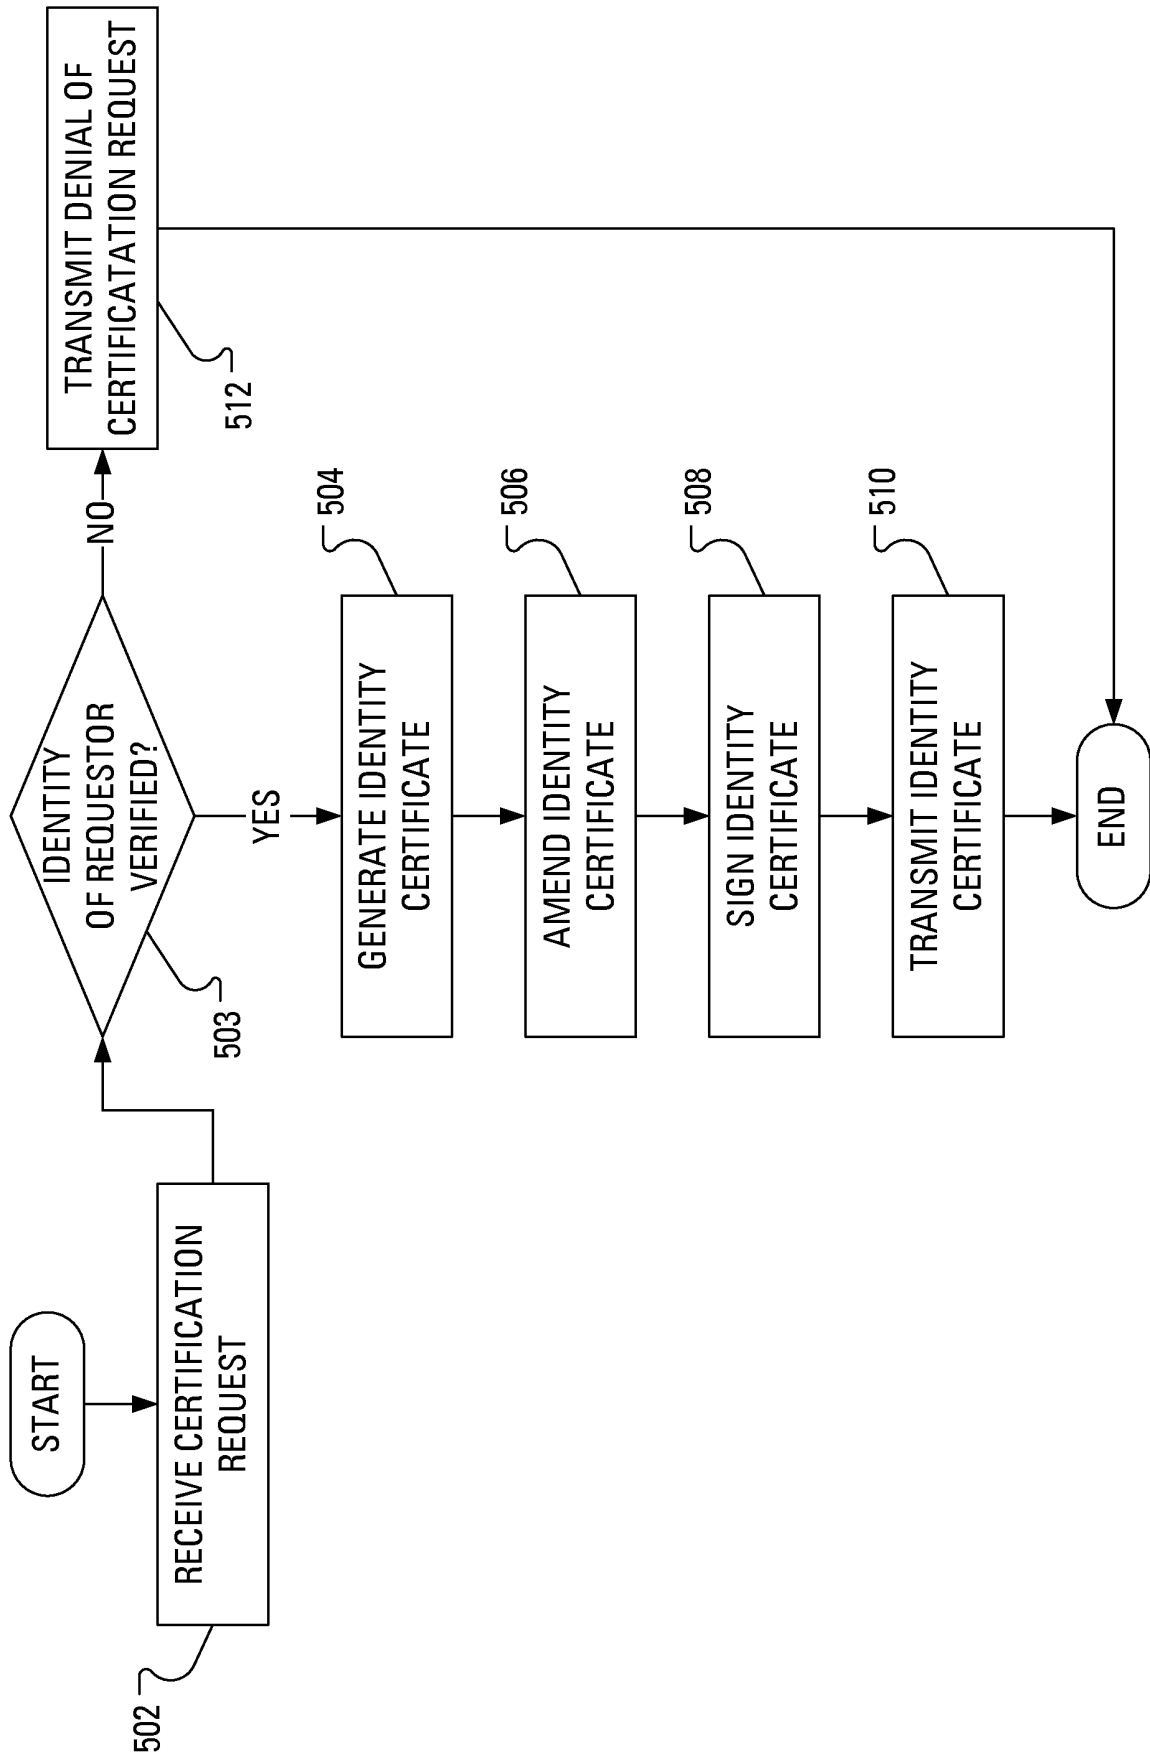 START
RECEIVE CERTIFICATION
REQUEST
502
IDENTITY
OF REQUESTOR
VERIFIED?
503
NO
TRANSMIT DENIAL OF
CERTIFICATATION REQUEST
512
YES
GENERATE IDENTITY
CERTIFICATE
504
AMEND IDENTITY
CERTIFICATE
506
SIGN IDENTITY
CERTIFICATE
508
TRANSMIT IDENTITY
CERTIFICATE
510
END